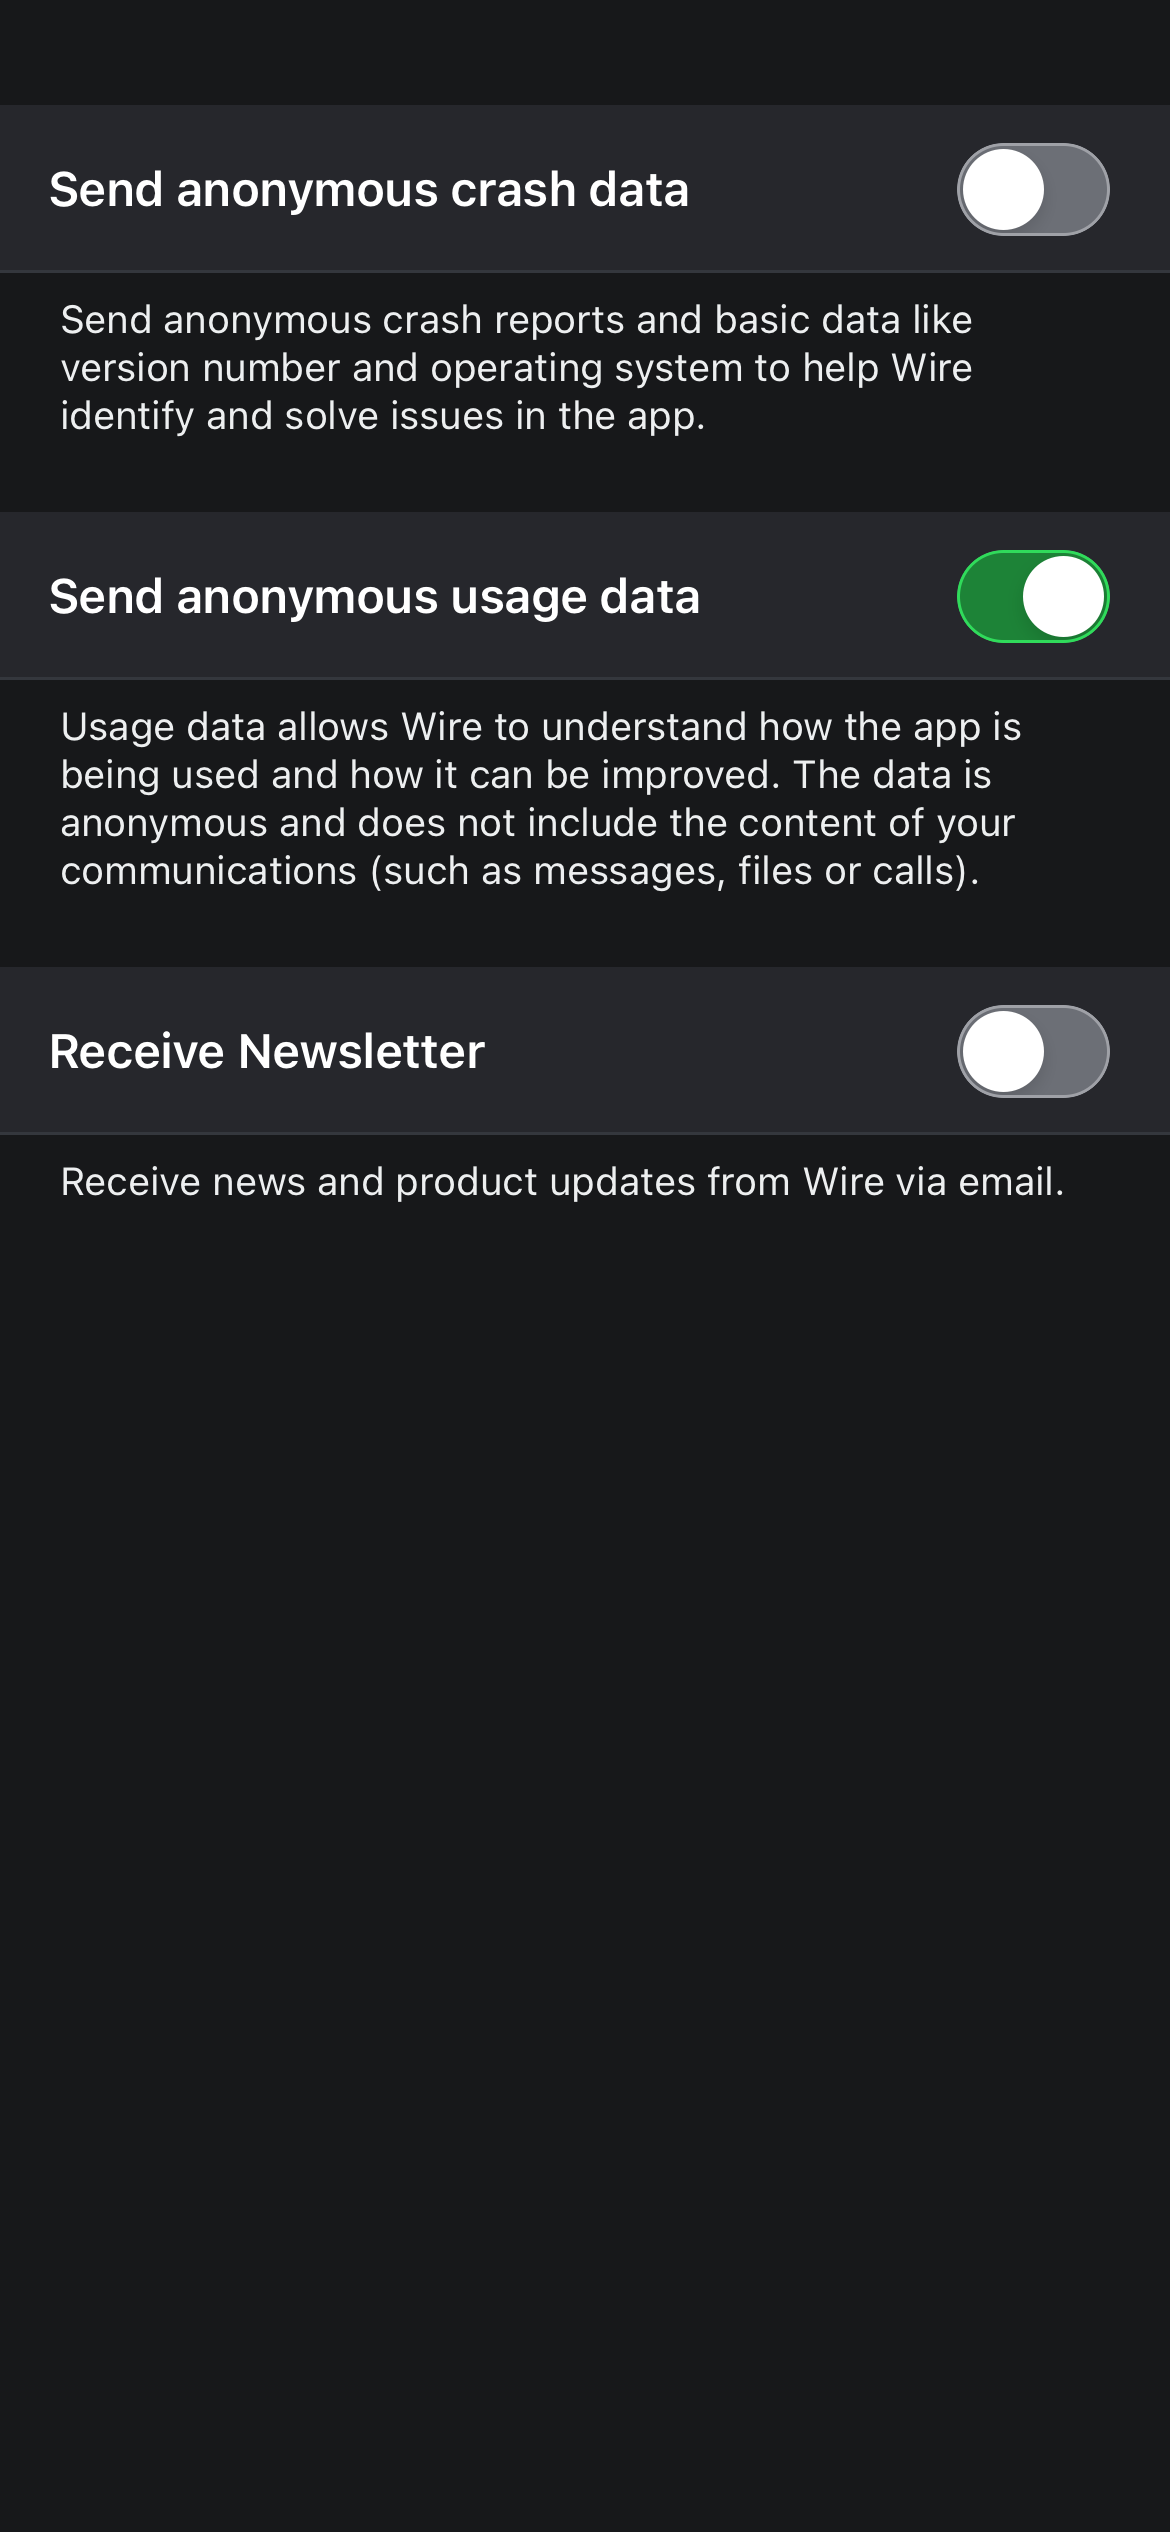 Send anonymous crash data
Send anonymous crash reports and basic data like
version number and operating system to help Wire
identify and solve issues in the app.
Send anonymous usage data
Usage data allows Wire to understand how the app is
being used and how it can be improved. The data is
anonymous and does not include the content of your
communications (such as messages, files or calls).
Receive Newsletter
Receive news and product updates from Wire via email.